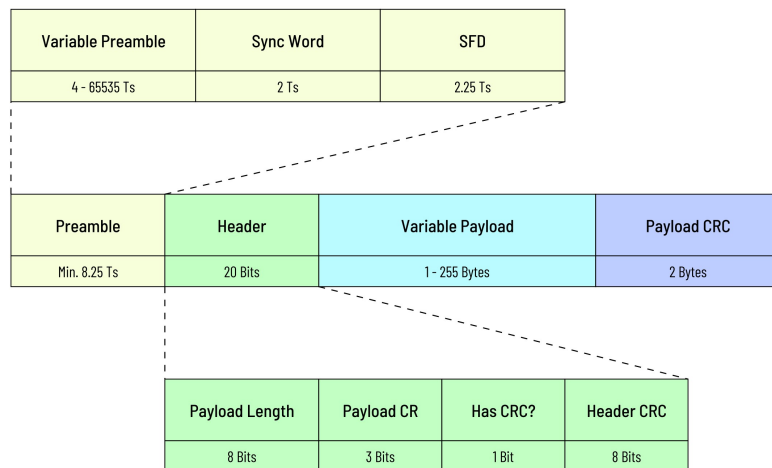 Variable Preamble Sync Word SFD
4 - 65535 Ts 2 Ts 2.25 Ts
Preamble Header Variable Payload Payload CRC
Min. 8.25 Ts 20 Bits 1 - 255 Bytes 2 Bytes
Payload Length Payload CR Has CRC? Header CRC
8 Bits 3 Bits 1 Bit 8 Bits